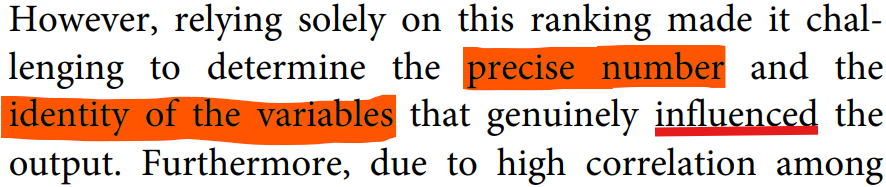 However, relying solely on this ranking made it chal-
lenging to determine the precise number and the
identity of the variables that genuinely influenced the
output. Furthermore, due to high correlation among